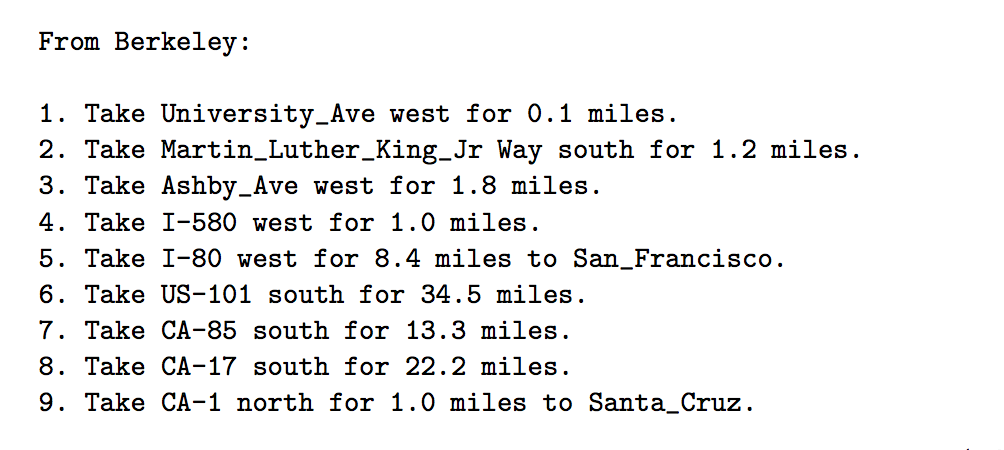 From Berkeley:
1. Take University_Ave west for 0.1 miles.
2. Take Martin_Luther_King_Jr Way south for 1.2 miles.
3. Take Ashby_Ave west for 1.8 miles.
4. Take I-580 west for 1.0 miles.
5. Take I-80 west for 8.4 miles to San_Francisco.
6. Take US-101 south for 34.5 miles.
7. Take CA-85 south for 13.3 miles.
8. Take CA-17 south for 22.2 miles.
9. Take CA-1 north for 1.0 miles to Santa_Cruz.